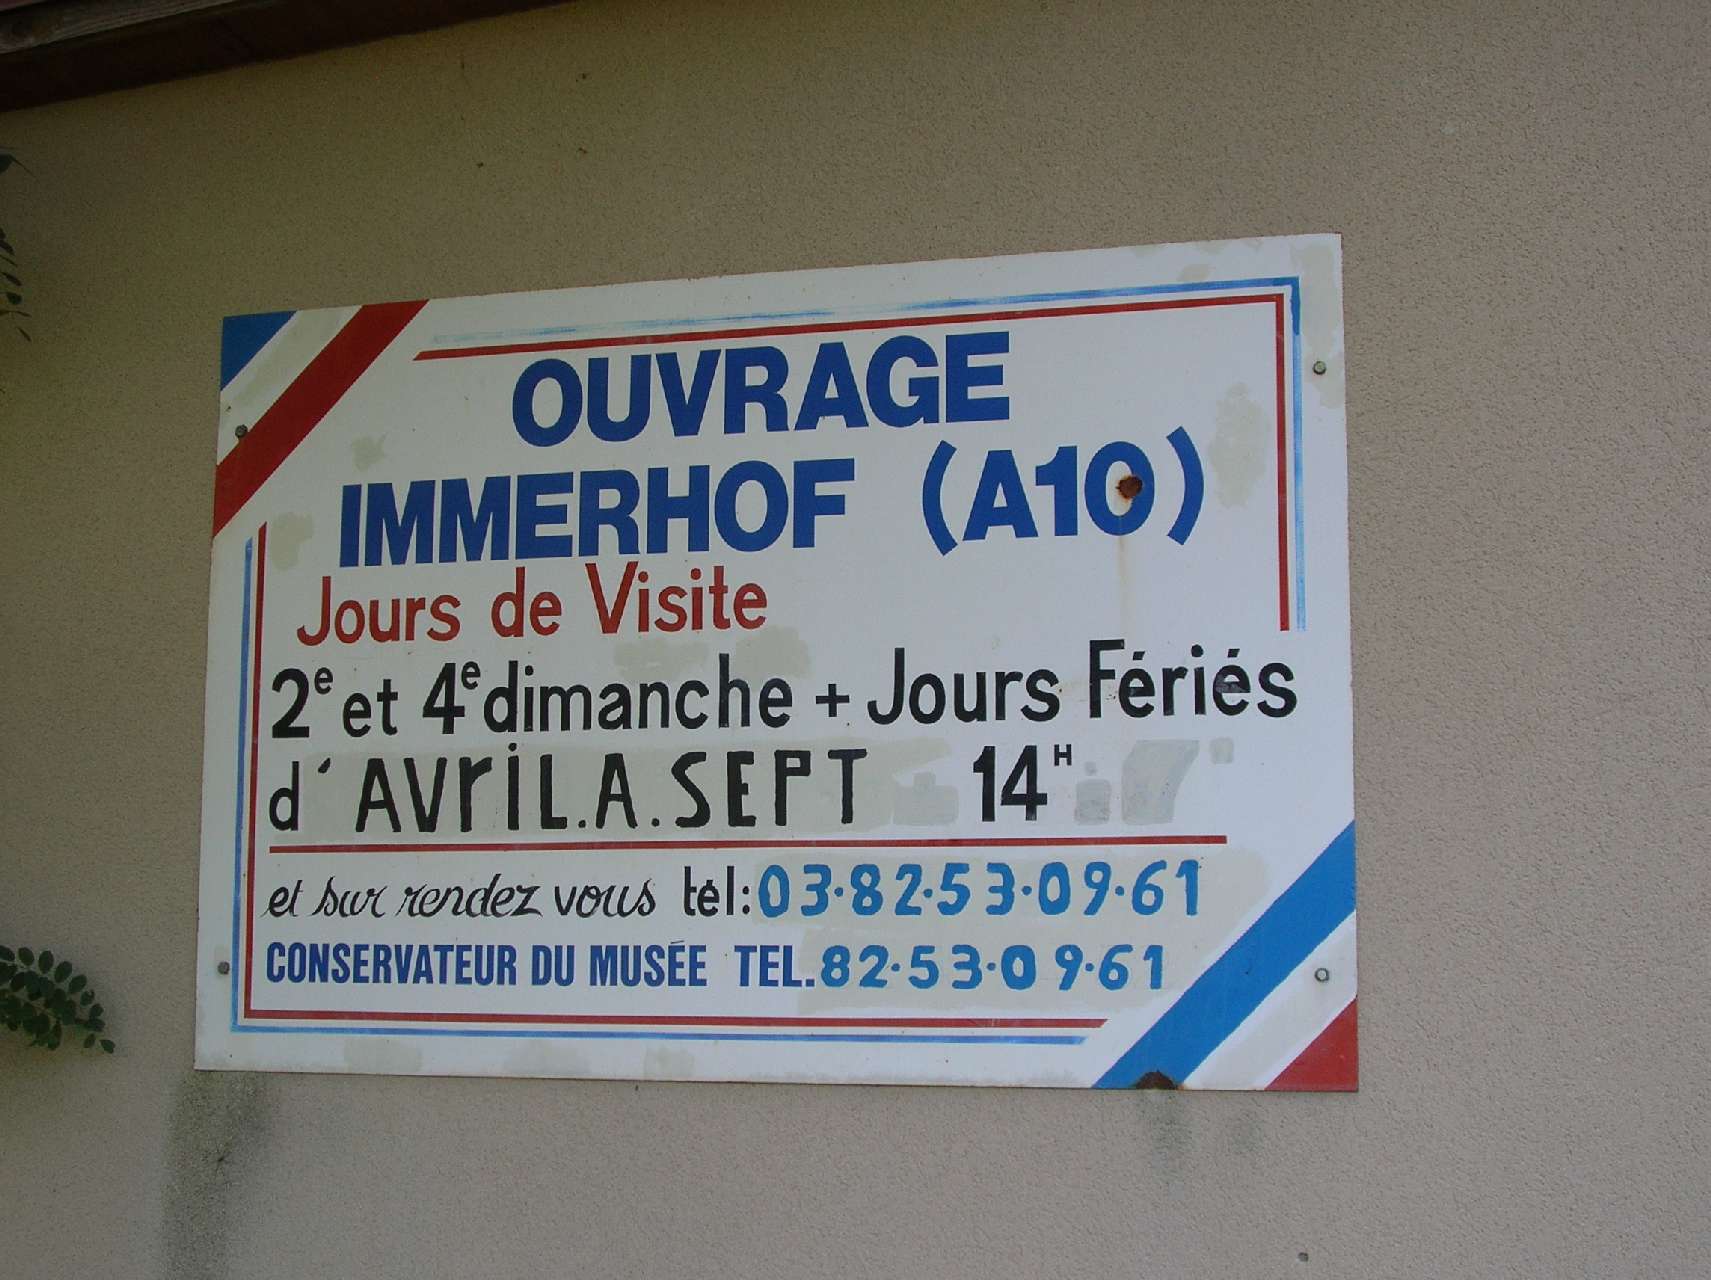 OUVRAGE
IMMERHOF (A10)
Jours de Visite
2e et 4e dimanche + Jours Fériés
d'AVriL.A.SEPT 14H
et sur rendez vous tél:03.82.53.09.61
CONSERVATEUR DU MUSÉE TEL.82.53.09.61